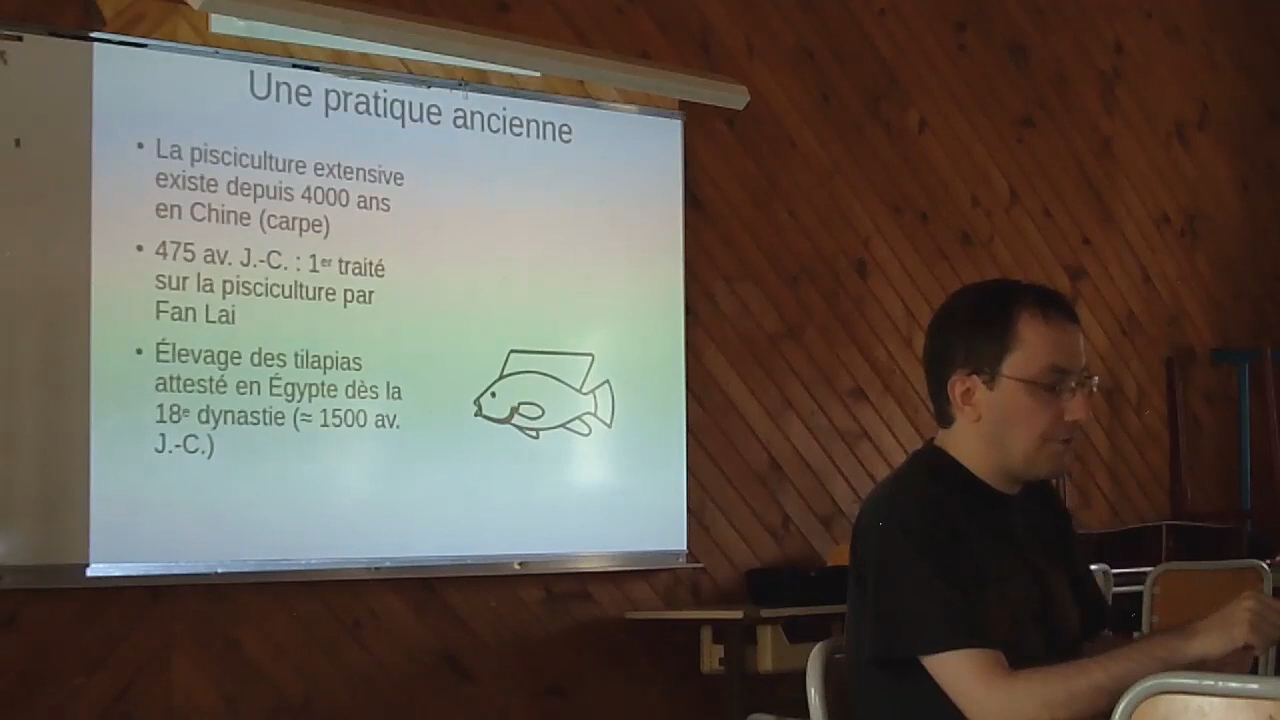 Une pratique ancienne
• La pisciculture extensive
existe depuis 4000 ans
en Chine (carpe)
• 475 av. J.-C. : 1er traité
sur la pisciculture par
Fan Lai
• Élevage des tilapias
attesté en Égypte dès la
18e dynastie (≈ 1500 av.
J.-C.)